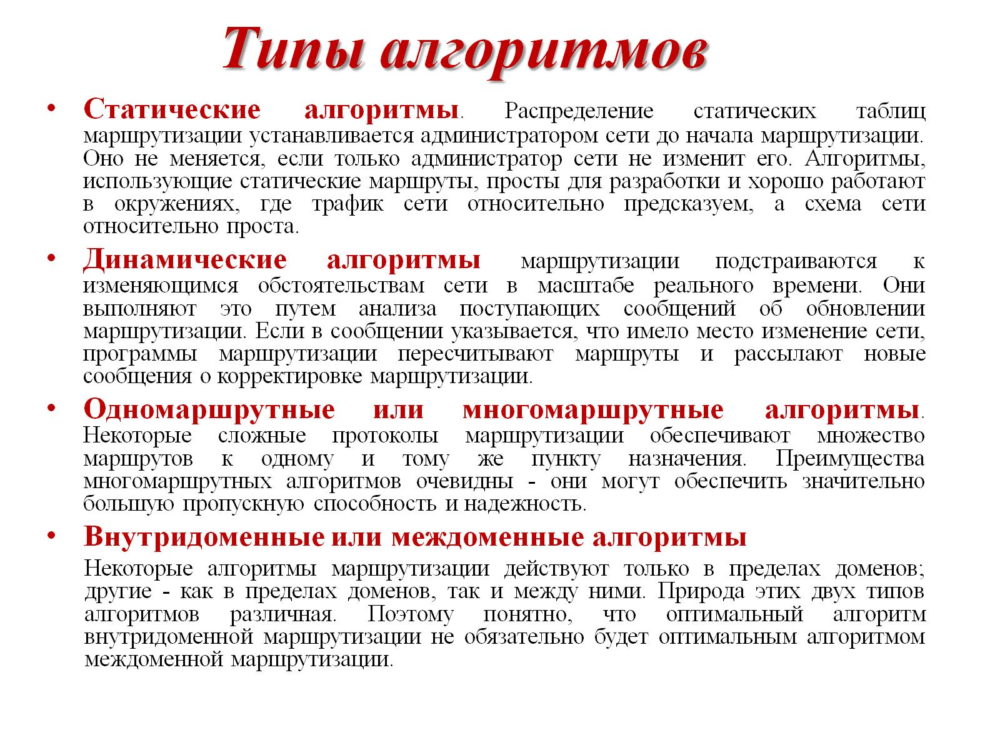 Типы алгоритмов
• Статические алгоритмы. Распределение статических таблиц
маршрутизации устанавливается администратором сети до начала маршрутизации.
Оно не меняется, если только администратор сети не изменит его. Алгоритмы,
использующие статические маршруты, просты для разработки и хорошо работают
в окружениях, где трафик сети относительно предсказуем, а схема сети
относительно проста.
• Динамические алгоритмы маршрутизации подстраиваются к
изменяющимся обстоятельствам сети в масштабе реального времени. Они
выполняют это путем анализа поступающих сообщений об обновлении
маршрутизации. Если в сообщении указывается, что имело место изменение сети,
программы маршрутизации пересчитывают маршруты и рассылают новые
сообщения о корректировке маршрутизации.
• Одномаршрутные или многомаршрутные алгоритмы.
Некоторые сложные протоколы маршрутизации обеспечивают множество
маршрутов к одному и тому же пункту назначения. Преимущества
многомаршрутных алгоритмов очевидны - они могут обеспечить значительно
большую пропускную способность и надежность.
• Внутридоменные или междоменные алгоритмы
Некоторые алгоритмы маршрутизации действуют только в пределах доменов;
другие - как в пределах доменов, так и между ними. Природа этих двух типов
алгоритмов различная. Поэтому понятно, что оптимальный алгоритм
внутридоменной маршрутизации не обязательно будет оптимальным алгоритмом
междоменной маршрутизации.